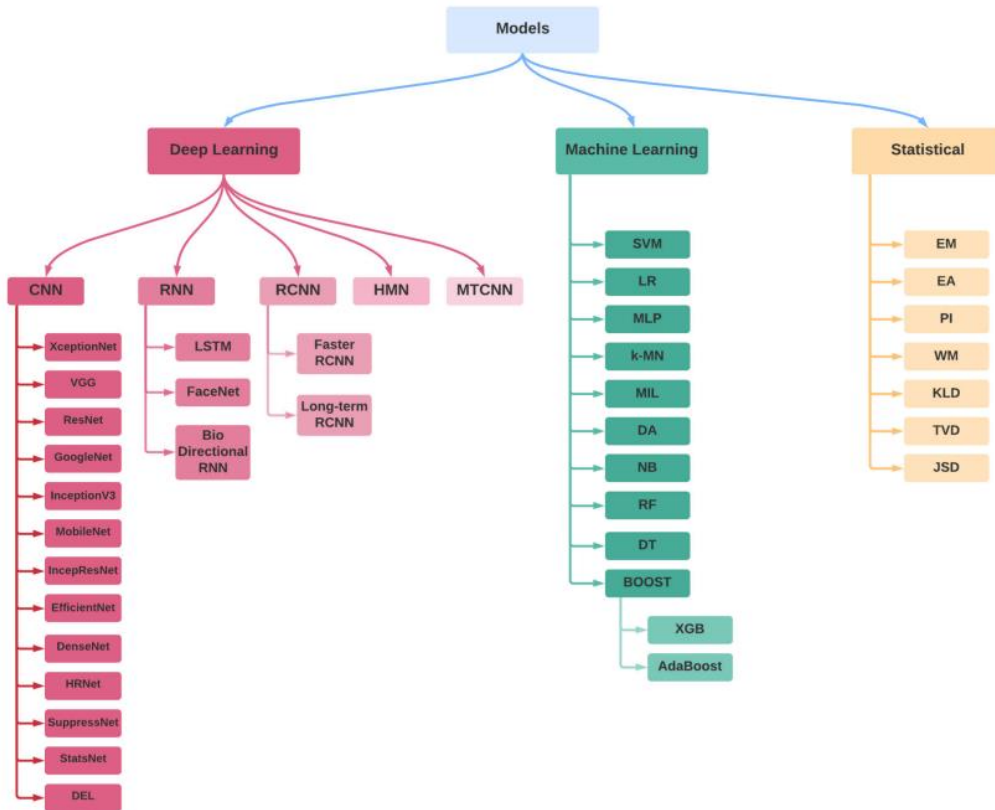 Models
Deep Learning
Machine Learning
Statistical
CNN
RNN
RCNN
HMN
MTCNN
XceptionNet
VGG
ResNet
GoogleNet
InceptionV3
MobileNet
IncepResNet
EfficientNet
DenseNet
HRNet
SuppressNet
StatsNet
DEL
LSTM
FaceNet
Bio
Directional
RNN
Faster
RCNN
Long-term
RCNN
SVM
LR
MLP
k-MN
MIL
DA
NB
RF
DT
BOOST
XGB
AdaBoost
EM
EA
PI
WM
KLD
TVD
JSD